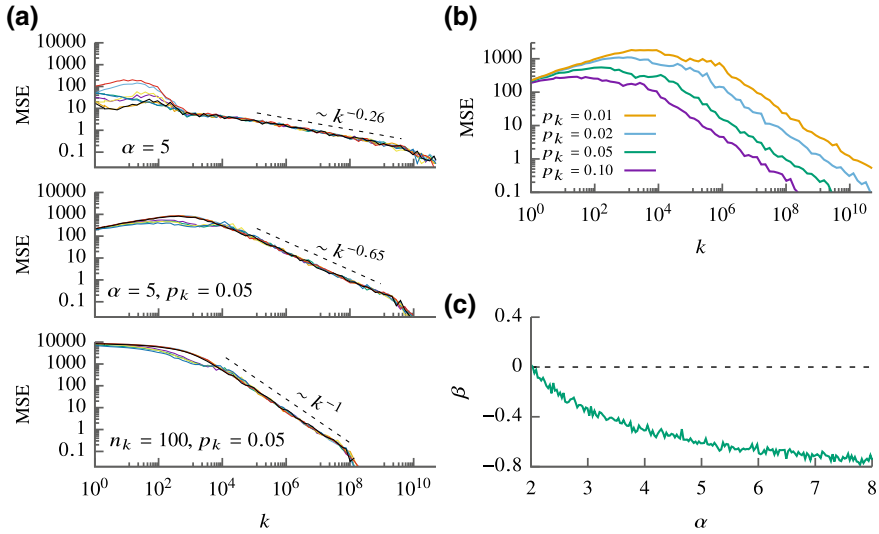 (a)
10000
1000
100
10
1
0.1
MSE
α = 5
~ k^−0.26
10000
1000
100
10
1
0.1
MSE
α = 5, p_k = 0.05
~ k^−0.65
10000
1000
100
10
1
0.1
MSE
n_k = 100, p_k = 0.05
~ k^−1
10^0 10^2 10^4 10^6 10^8 10^10
k
(b)
1000
100
10
1
0.1
MSE
p_k = 0.01
p_k = 0.02
p_k = 0.05
p_k = 0.10
10^0 10^2 10^4 10^6 10^8 10^10
k
(c)
0.4
0
−0.4
−0.8
β
2 3 4 5 6 7 8
α